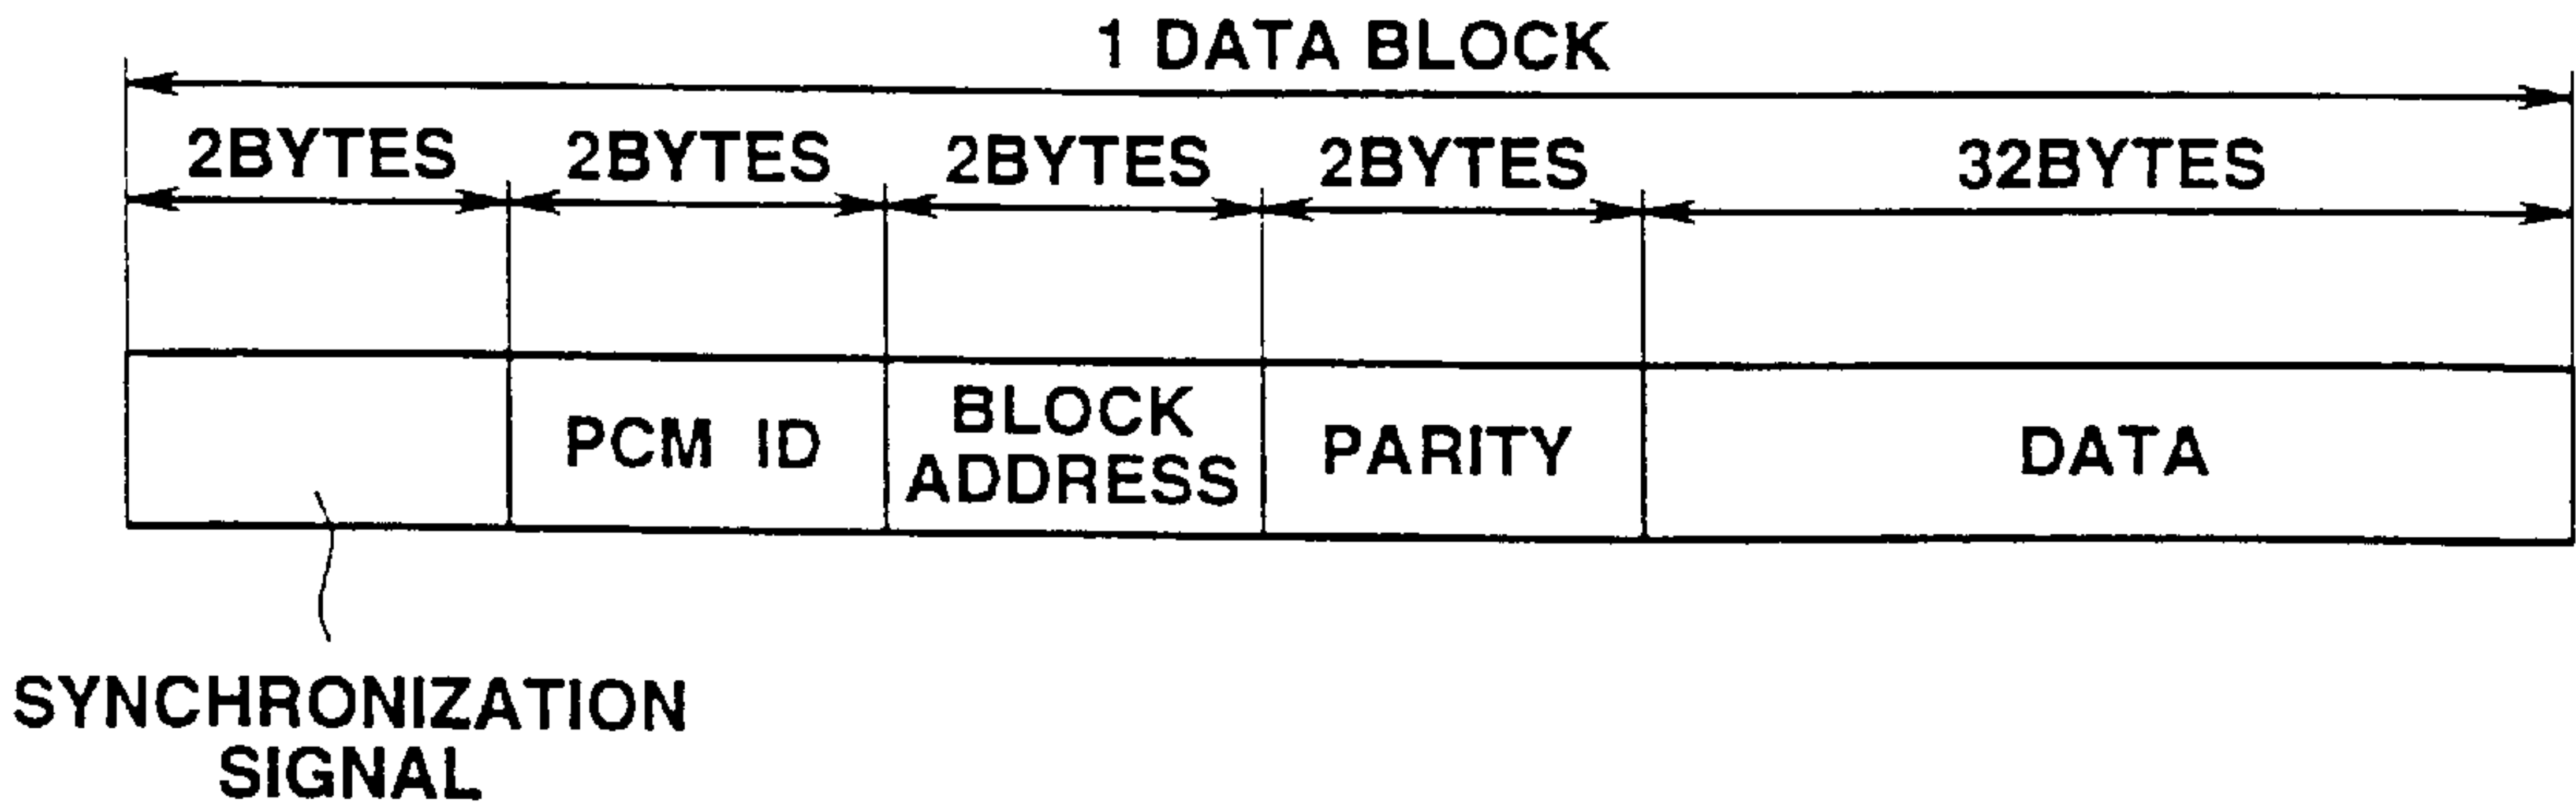 1 DATA BLOCK
2BYTES 2BYTES 2BYTES 2BYTES 32BYTES
PCM ID
BLOCK
ADDRESS
PARITY
DATA
SYNCHRONIZATION
SIGNAL